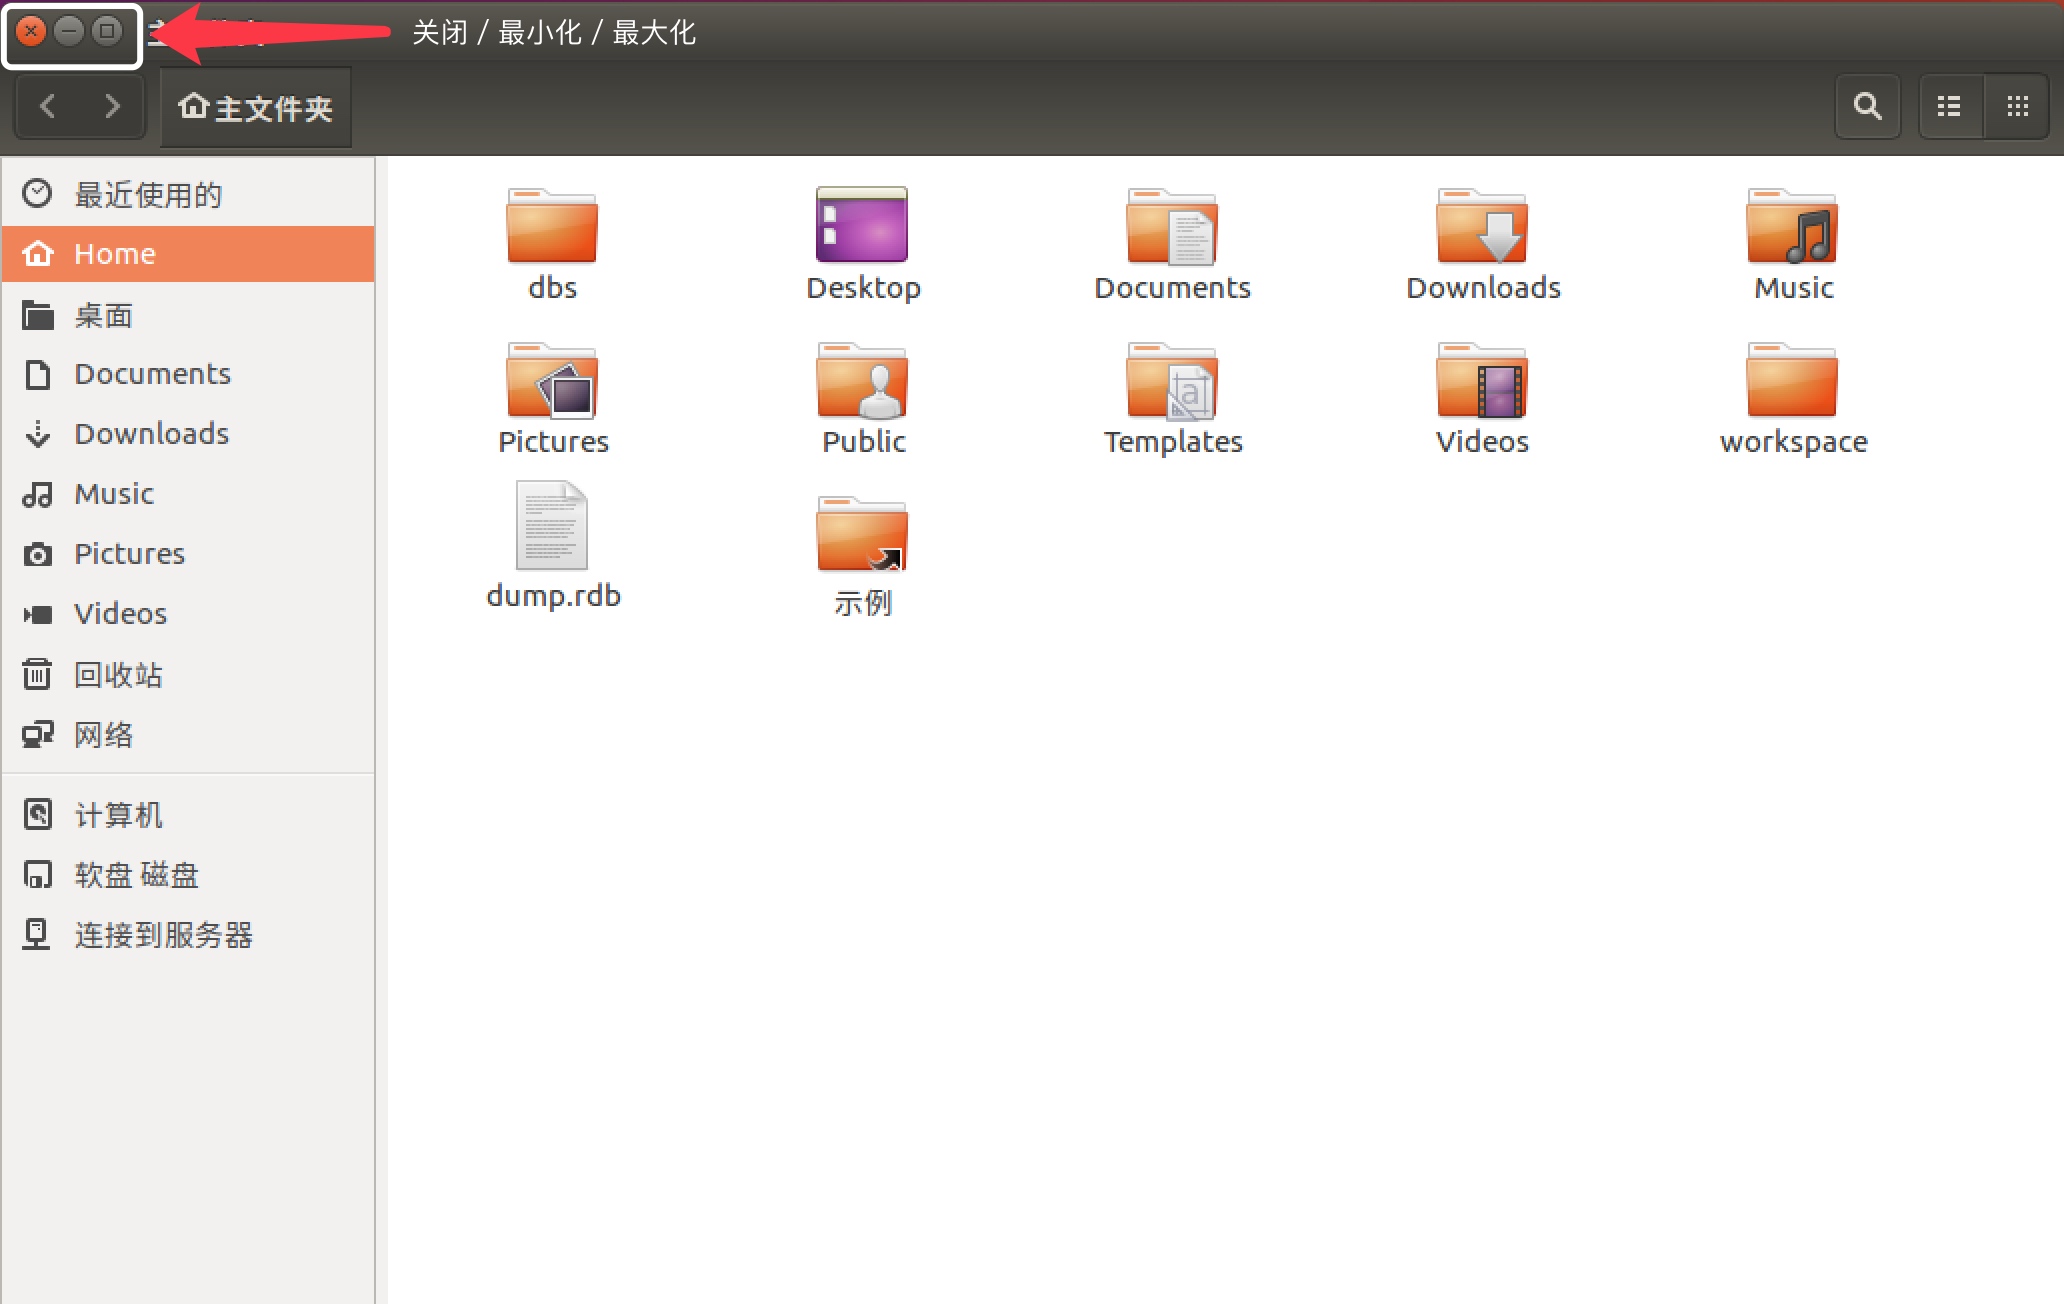 关闭 / 最小化 / 最大化
主文件夹
最近使用的
Home
桌面
Documents
Downloads
Music
Pictures
Videos
回收站
网络
计算机
软盘 磁盘
连接到服务器
dbs
Desktop
Documents
Downloads
Music
Pictures
Public
Templates
Videos
workspace
dump.rdb
示例